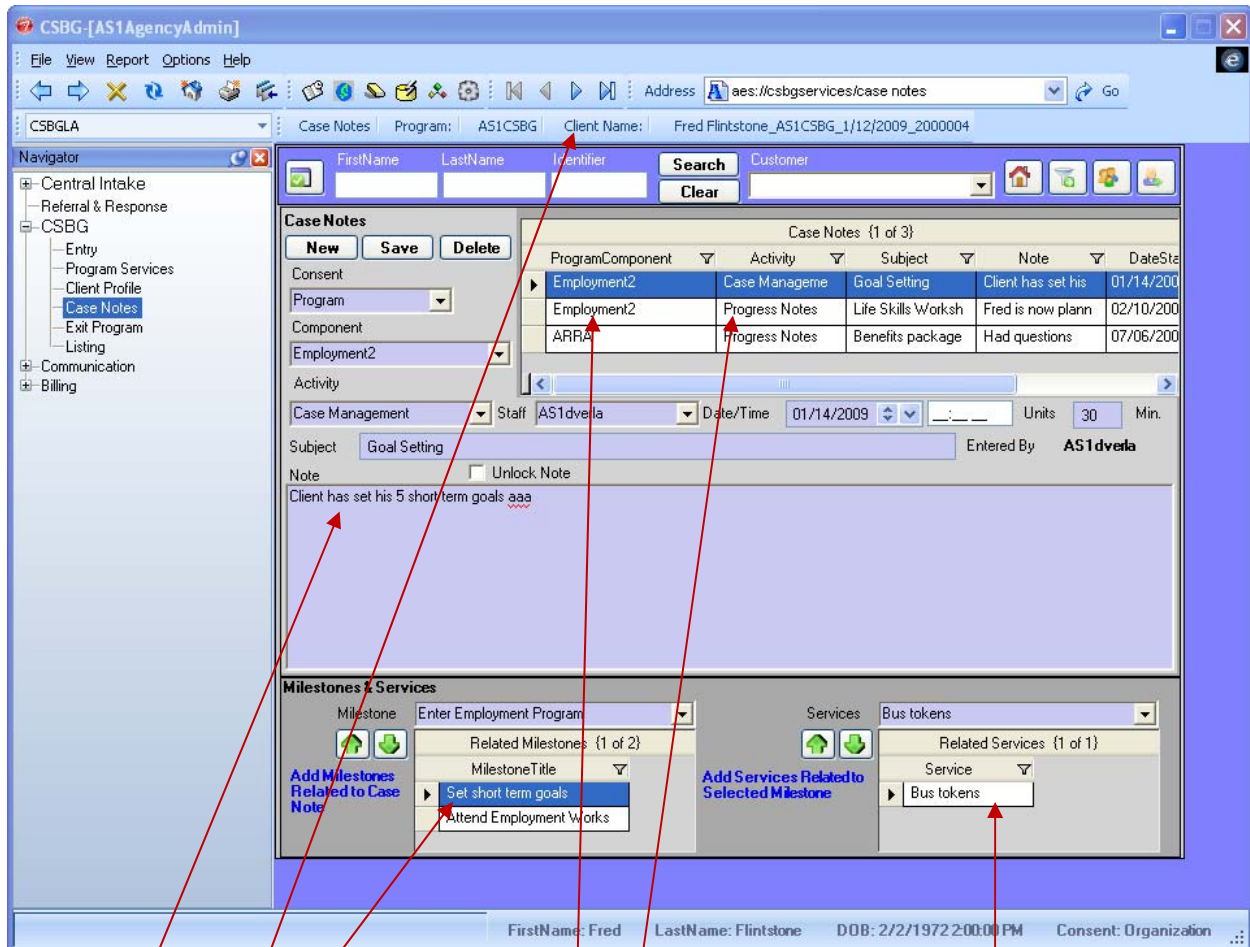 CSBG-[AS1AgencyAdmin]
File View Report Options Help
Address aes://csbgservices/case notes Go
CSBGLA Case Notes Program: AS1CSBG Client Name: Fred Flintstone_AS1CSBG_1/12/2009_2000004
Navigator
Central Intake
Referral & Response
CSBG
Entry
Program Services
Client Profile
Case Notes
Exit Program
Listing
Communication
Billing
FirstName LastName Identifier Search Customer
Clear
Case Notes
New Save Delete
Consent
Program
Component
Employment2
Activity
Case Notes {1 of 3}
ProgramComponent Activity Subject Note DateSta
Employment2 Case Manageme Goal Setting Client has set his 01/14/200
Employment2 Progress Notes Life Skills Worksh Fred is now plann 02/10/200
ARRA Progress Notes Benefits package Had questions 07/06/200
Case Management Staff AS1dverla Date/Time 01/14/2009 __:__ __ Units 30 Min.
Subject Goal Setting Entered By AS1dverla
Note Unlock Note
Client has set his 5 short term goals aaa
Milestones & Services
Milestone Enter Employment Program Services Bus tokens
Related Milestones {1 of 2}
MilestoneTitle
Set short term goals
Attend Employment Works
Add Milestones
Related to Case
Note
Related Services {1 of 1}
Service
Bus tokens
Add Services Related to
Selected Milestone
FirstName: Fred LastName: Flintstone DOB: 2/2/1972 2:00:00 PM Consent: Organization